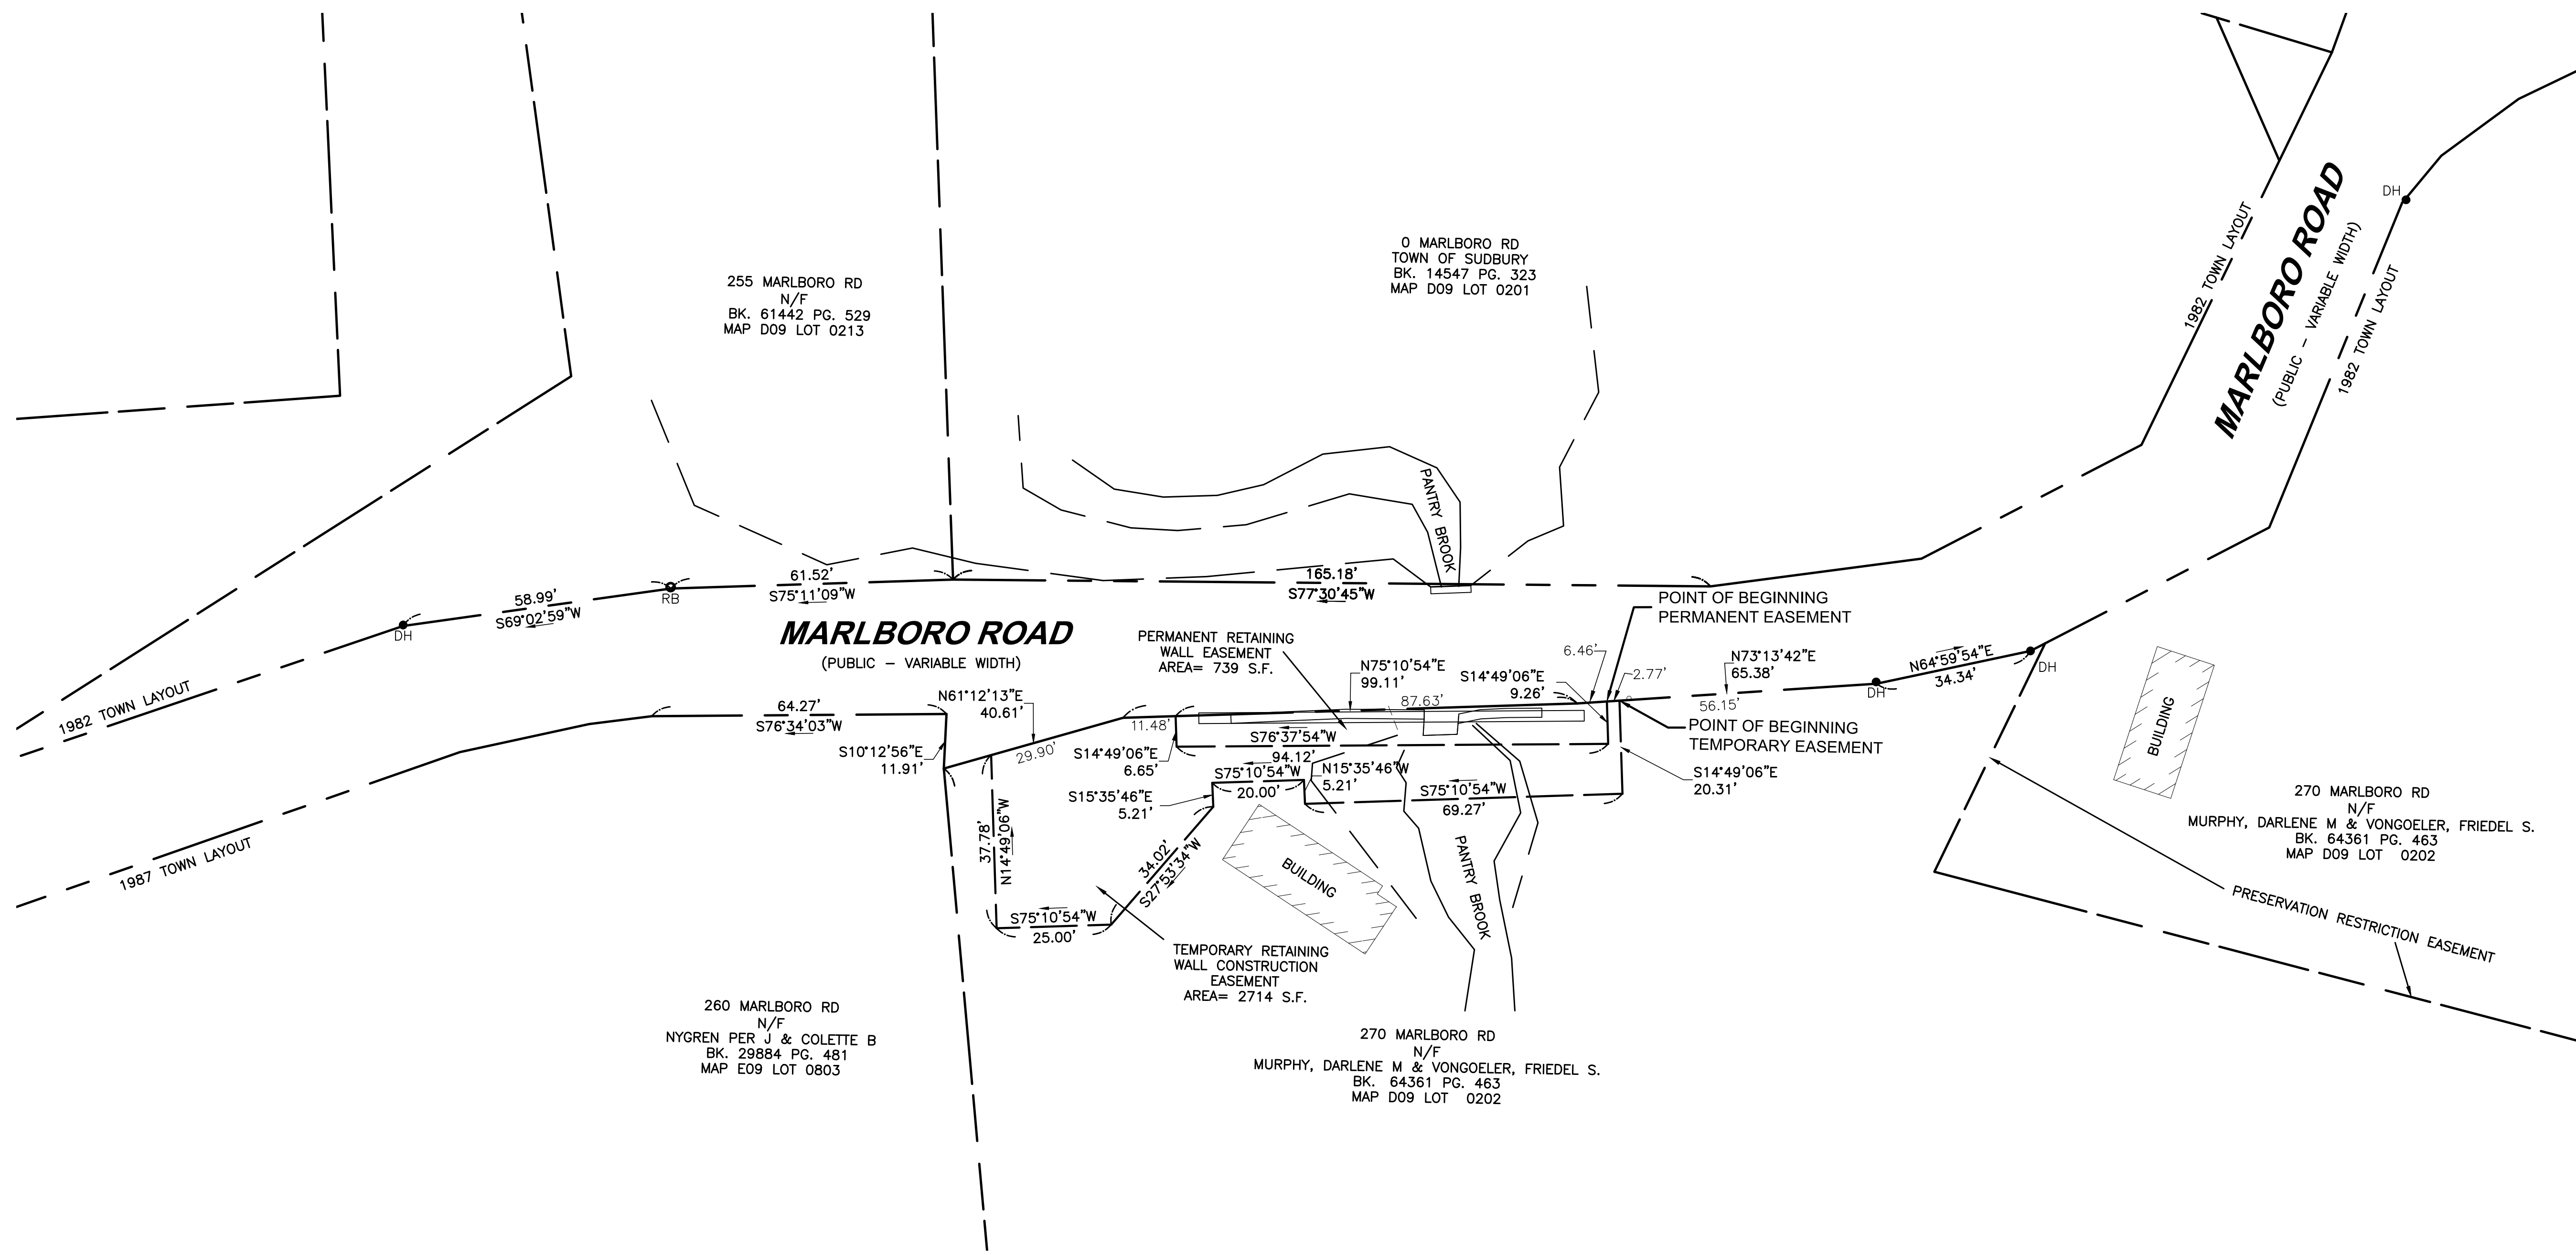 DH
1982 TOWN LAYOUT
MARLBORO ROAD
(PUBLIC - VARIABLE WIDTH)
1982 TOWN LAYOUT
0 MARLBORO RD
TOWN OF SUDBURY
BK. 14547 PG. 323
MAP D09 LOT 0201
255 MARLBORO RD
N/F
BK. 61442 PG. 529
MAP D09 LOT 0213
PANTRY BROOK
58.99'
S69°02'59"W
DH
RB
61.52'
S75°11'09"W
165.18'
S77°30'45"W
POINT OF BEGINNING
PERMANENT EASEMENT
MARLBORO ROAD
(PUBLIC - VARIABLE WIDTH)
PERMANENT RETAINING
WALL EASEMENT
AREA= 739 S.F.
N75°10'54"E
99.11'
S14°49'06"E
9.26'
6.46'
2.77'
N73°13'42"E
65.38'
N64°59'54"E
34.34'
DH
DH
56.15'
87.63'
11.48'
1982 TOWN LAYOUT
64.27'
S76°34'03"W
N61°12'13"E
40.61'
29.90'
S10°12'56"E
11.91'
S14°49'06"E
6.65'
S76°37'54"W
94.12'
POINT OF BEGINNING
TEMPORARY EASEMENT
S14°49'06"E
20.31'
S75°10'54"W
20.00'
N15°35'46"W
5.21'
S75°10'54"W
69.27'
S15°35'46"E
5.21'
37.78'
N14°49'06"W
34.02'
S27°53'34"W
S75°10'54"W
25.00'
BUILDING
PANTRY BROOK
BUILDING
1987 TOWN LAYOUT
TEMPORARY RETAINING
WALL CONSTRUCTION
EASEMENT
AREA= 2714 S.F.
270 MARLBORO RD
N/F
MURPHY, DARLENE M & VONGOELER, FRIEDEL S.
BK. 64361 PG. 463
MAP D09 LOT 0202
PRESERVATION RESTRICTION EASEMENT
260 MARLBORO RD
N/F
NYGREN PER J & COLETTE B
BK. 29884 PG. 481
MAP E09 LOT 0803
270 MARLBORO RD
N/F
MURPHY, DARLENE M & VONGOELER, FRIEDEL S.
BK. 64361 PG. 463
MAP D09 LOT 0202